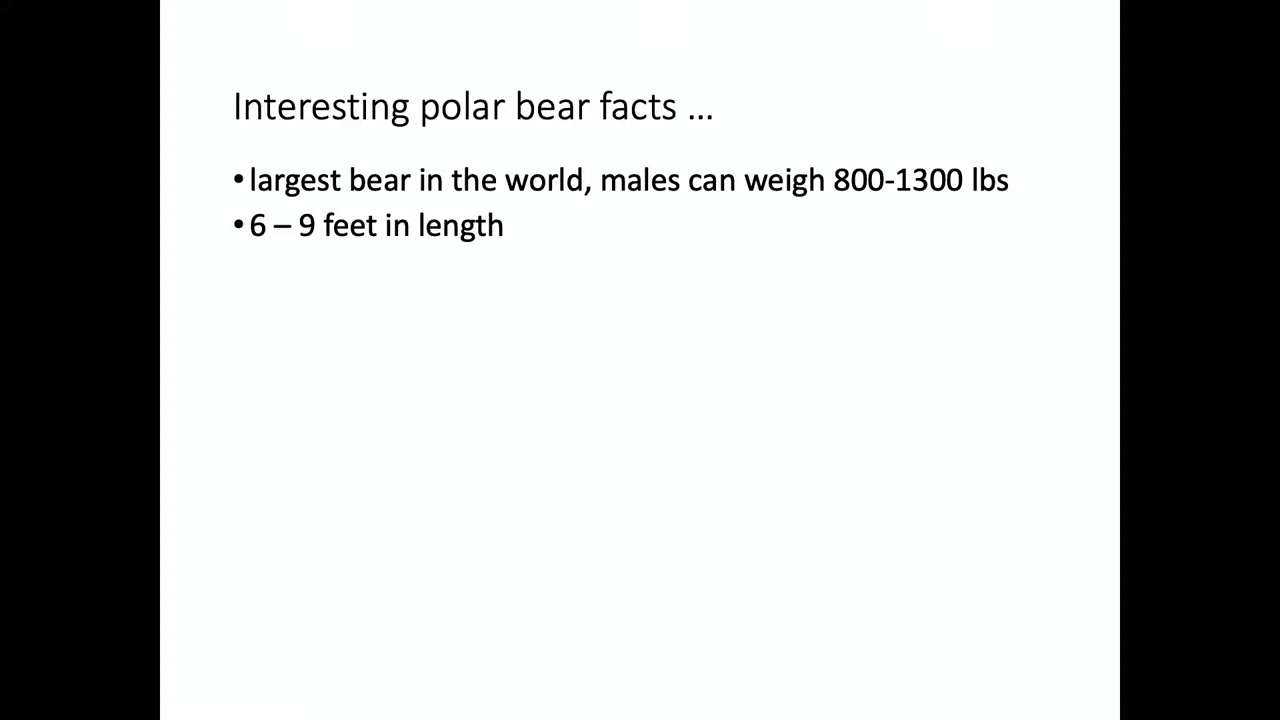 Interesting polar bear facts …
•largest bear in the world, males can weigh 800-1300 lbs
•6 – 9 feet in length